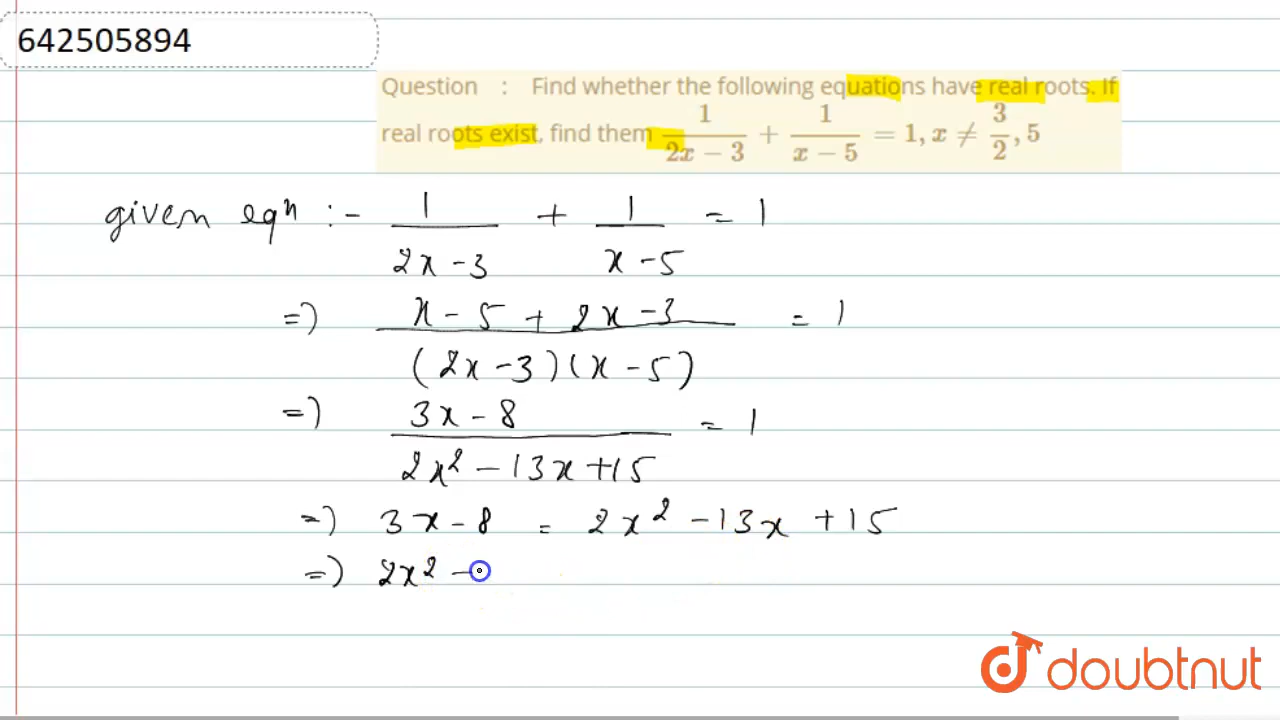 642505894
Question : Find whether the following equations have real roots. If
real roots exist, find them 1/(2x − 3) + 1/(x − 5) = 1, x ≠ 3/2, 5
given eqⁿ :- 1/(2x - 3) + 1/(x - 5) = 1
=) (x - 5 + 2x - 3)/((2x - 3)(x - 5)) = 1
=) (3x - 8)/(2x² - 13x + 15) = 1
=) 3x - 8 = 2x² - 13x + 15
=) 2x² -
doubtnut